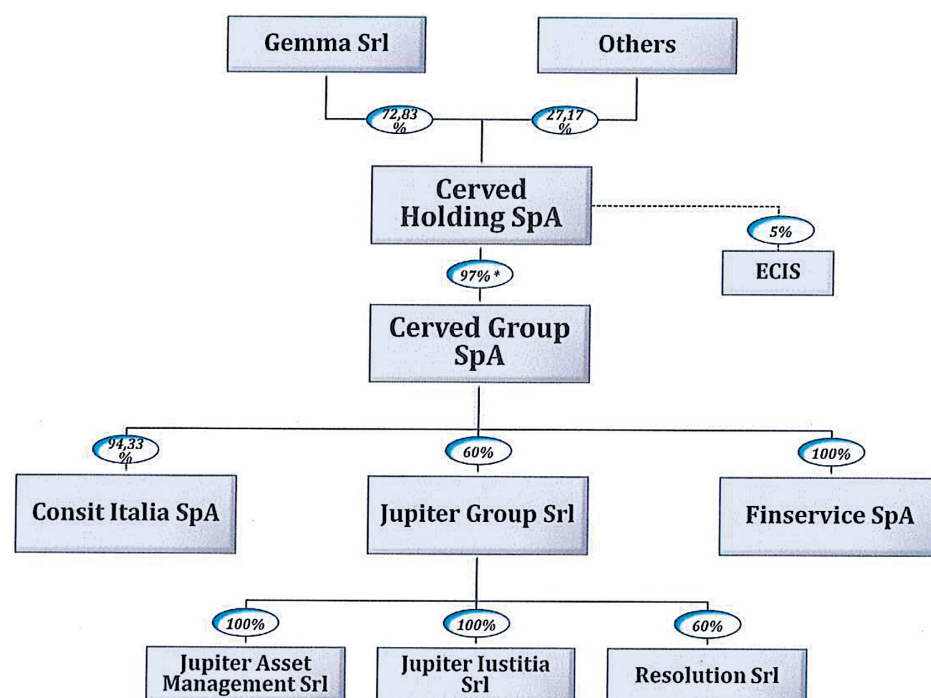 Gemma Srl
Others
72,83
%
27,17
%
Cerved
Holding SpA
5%
ECIS
97% *
Cerved Group
SpA
94,33
%
60%
100%
Consit Italia SpA
Jupiter Group Srl
Finservice SpA
100%
100%
60%
Jupiter Asset
Management Srl
Jupiter Iustitia
Srl
Resolution Srl